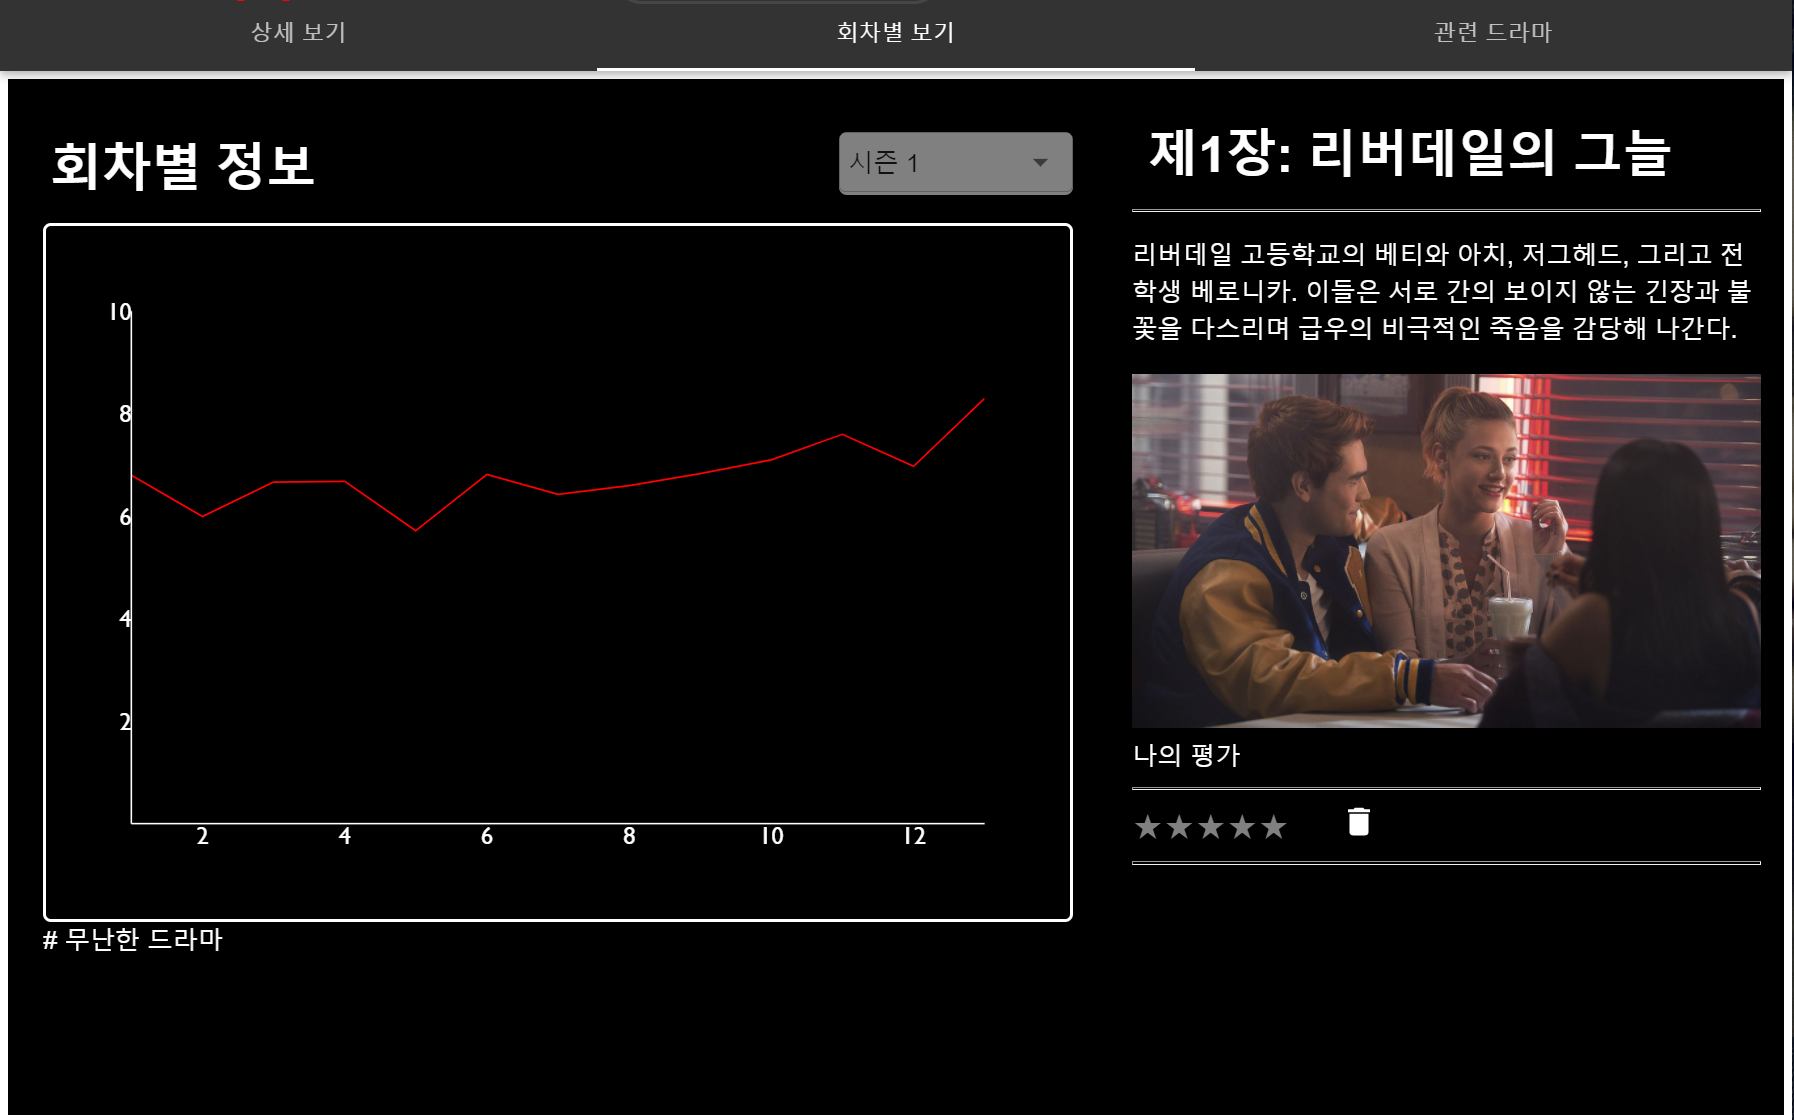 상세 보기
회차별 보기
관련 드라마
회차별 정보
시즌 1
10
8
6
4
2
2
4
6
8
10
12
# 무난한 드라마
제1장: 리버데일의 그늘
리버데일 고등학교의 베티와 아치, 저그헤드, 그리고 전
학생 베로니카. 이들은 서로 간의 보이지 않는 긴장과 불
꽃을 다스리며 급우의 비극적인 죽음을 감당해 나간다.
나의 평가